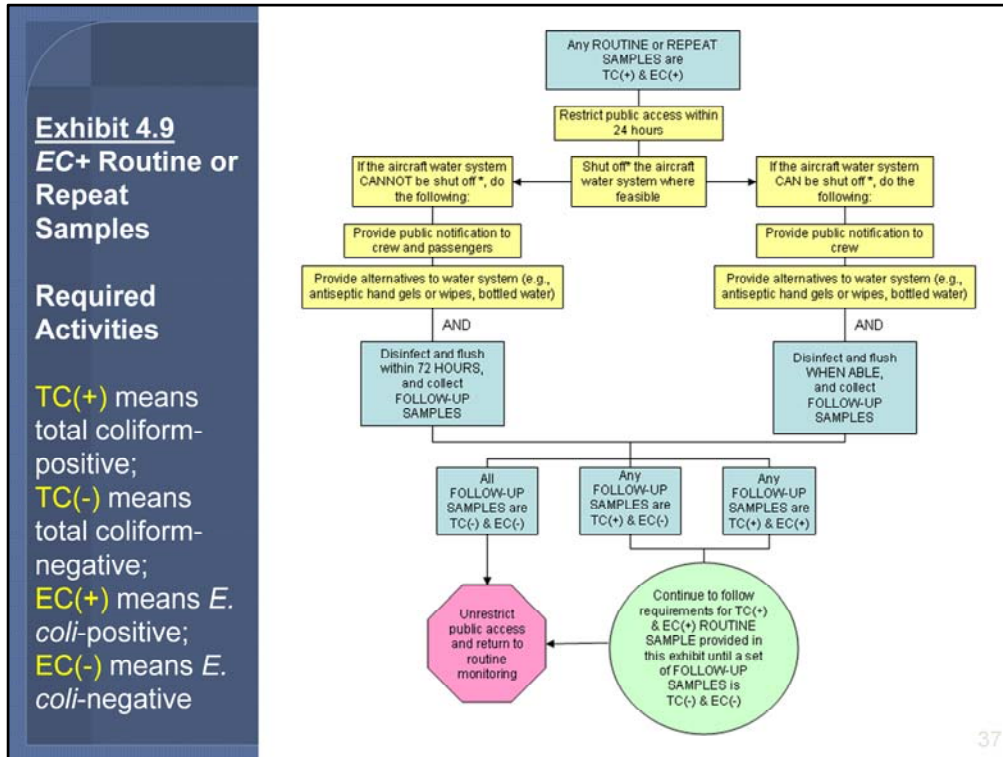 Exhibit 4.9
EC+ Routine or
Repeat
Samples
Required
Activities
TC(+) means
total coliform-
positive;
TC(-) means
total coliform-
negative;
EC(+) means E.
coli-positive;
EC(-) means E.
coli-negative
Any ROUTINE or REPEAT
SAMPLES are
TC(+) & EC(+)
Restrict public access within
24 hours
If the aircraft water system
CANNOT be shut off *, do
the following:
Shut off* the aircraft
water system where
feasible
If the aircraft water system
CAN be shut off *, do the
following:
Provide public notification to
crew and passengers
Provide public notification to
crew
Provide alternatives to water system (e.g.,
antiseptic hand gels or wipes, bottled water)
Provide alternatives to water system (e.g.,
antiseptic hand gels or wipes, bottled water)
AND
AND
Disinfect and flush
within 72 HOURS,
and collect
FOLLOW-UP
SAMPLES
Disinfect and flush
WHEN ABLE,
and collect
FOLLOW-UP
SAMPLES
All
FOLLOW-UP
SAMPLES are
TC(-) & EC(-)
Any
FOLLOW-UP
SAMPLES are
TC(+) & EC(-)
Any
FOLLOW-UP
SAMPLES are
TC(+) & EC(+)
Unrestrict
public access
and return to
routine
monitoring
Continue to follow
requirements for TC(+)
& EC(+) ROUTINE
SAMPLE provided in
this exhibit until a set
of FOLLOW-UP
SAMPLES is
TC(-) & EC(-)
37